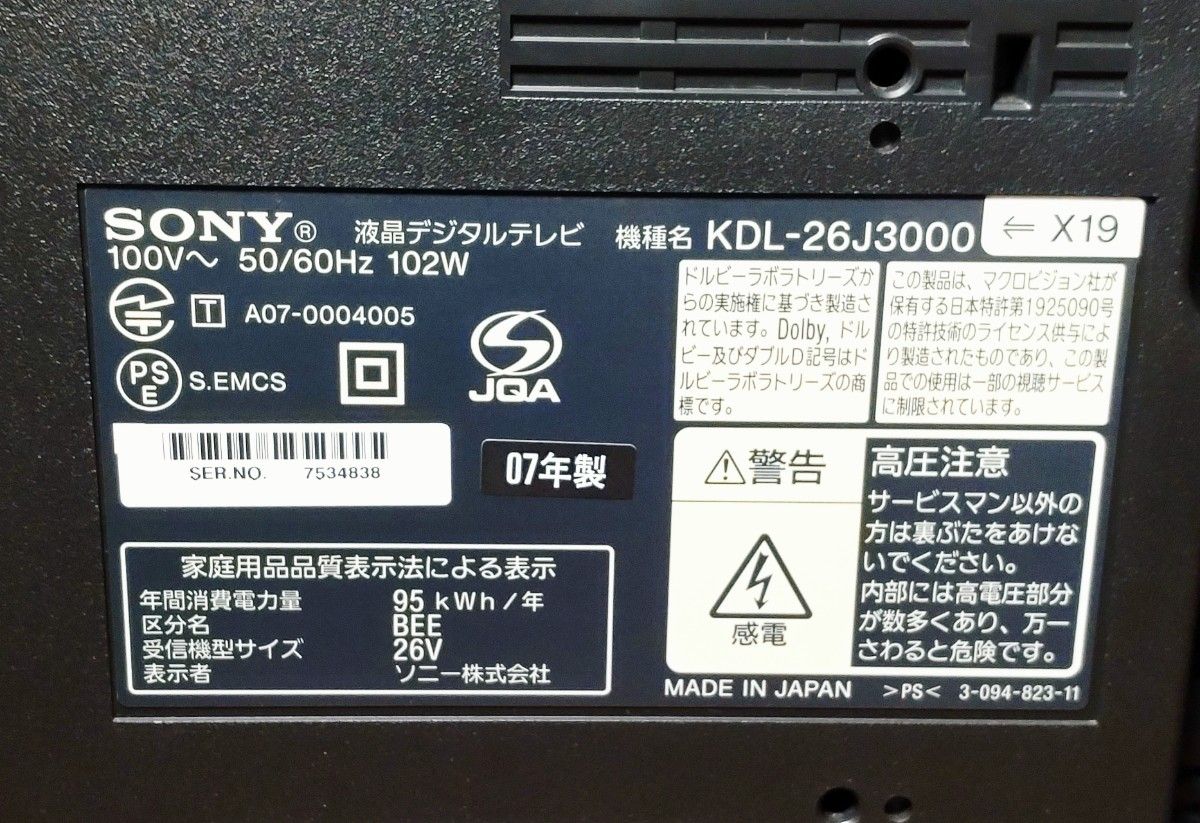 SONY® 液晶デジタルテレビ 機種名 KDL-26J3000
⇐ X19
100V～ 50/60Hz 102W
T A07-0004005
PS
E
S.EMCS
JQA
ドルビーラボラトリーズか
らの実施権に基づき製造さ
れています。Dolby, ドル
ビー及びダブルD記号はド
ルビーラボラトリーズの商
標です。
この製品は、マクロビジョン社が
保有する日本特許第1925090号
の特許技術のライセンス供与によ
り製造されたものであり、この製
品での使用は一部の視聴サービス
に制限されています。
SER.NO. 7534838
07年製
⚠警告
感電
高圧注意
サービスマン以外の
方は裏ぶたをあけな
いでください。
内部には高電圧部分
が数多くあり、万一
さわると危険です。
家庭用品品質表示法による表示
年間消費電力量 95 kWh/年
区分名 BEE
受信機型サイズ 26V
表示者 ソニー株式会社
MADE IN JAPAN >PS< 3-094-823-11